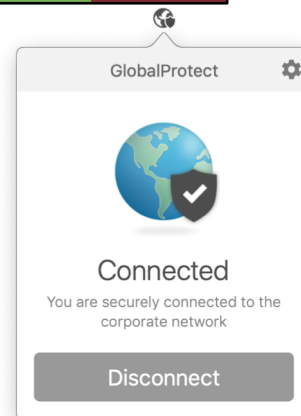 GlobalProtect
Connected
You are securely connected to the
corporate network
Disconnect